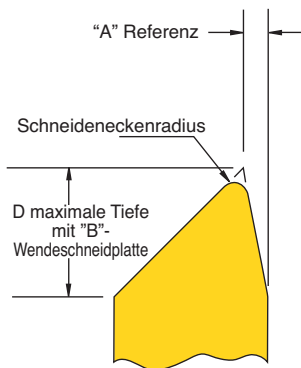 “A” Referenz
Schneideneckenradius
D maximale Tiefe
mit ”B”-
Wendeschneidplatte